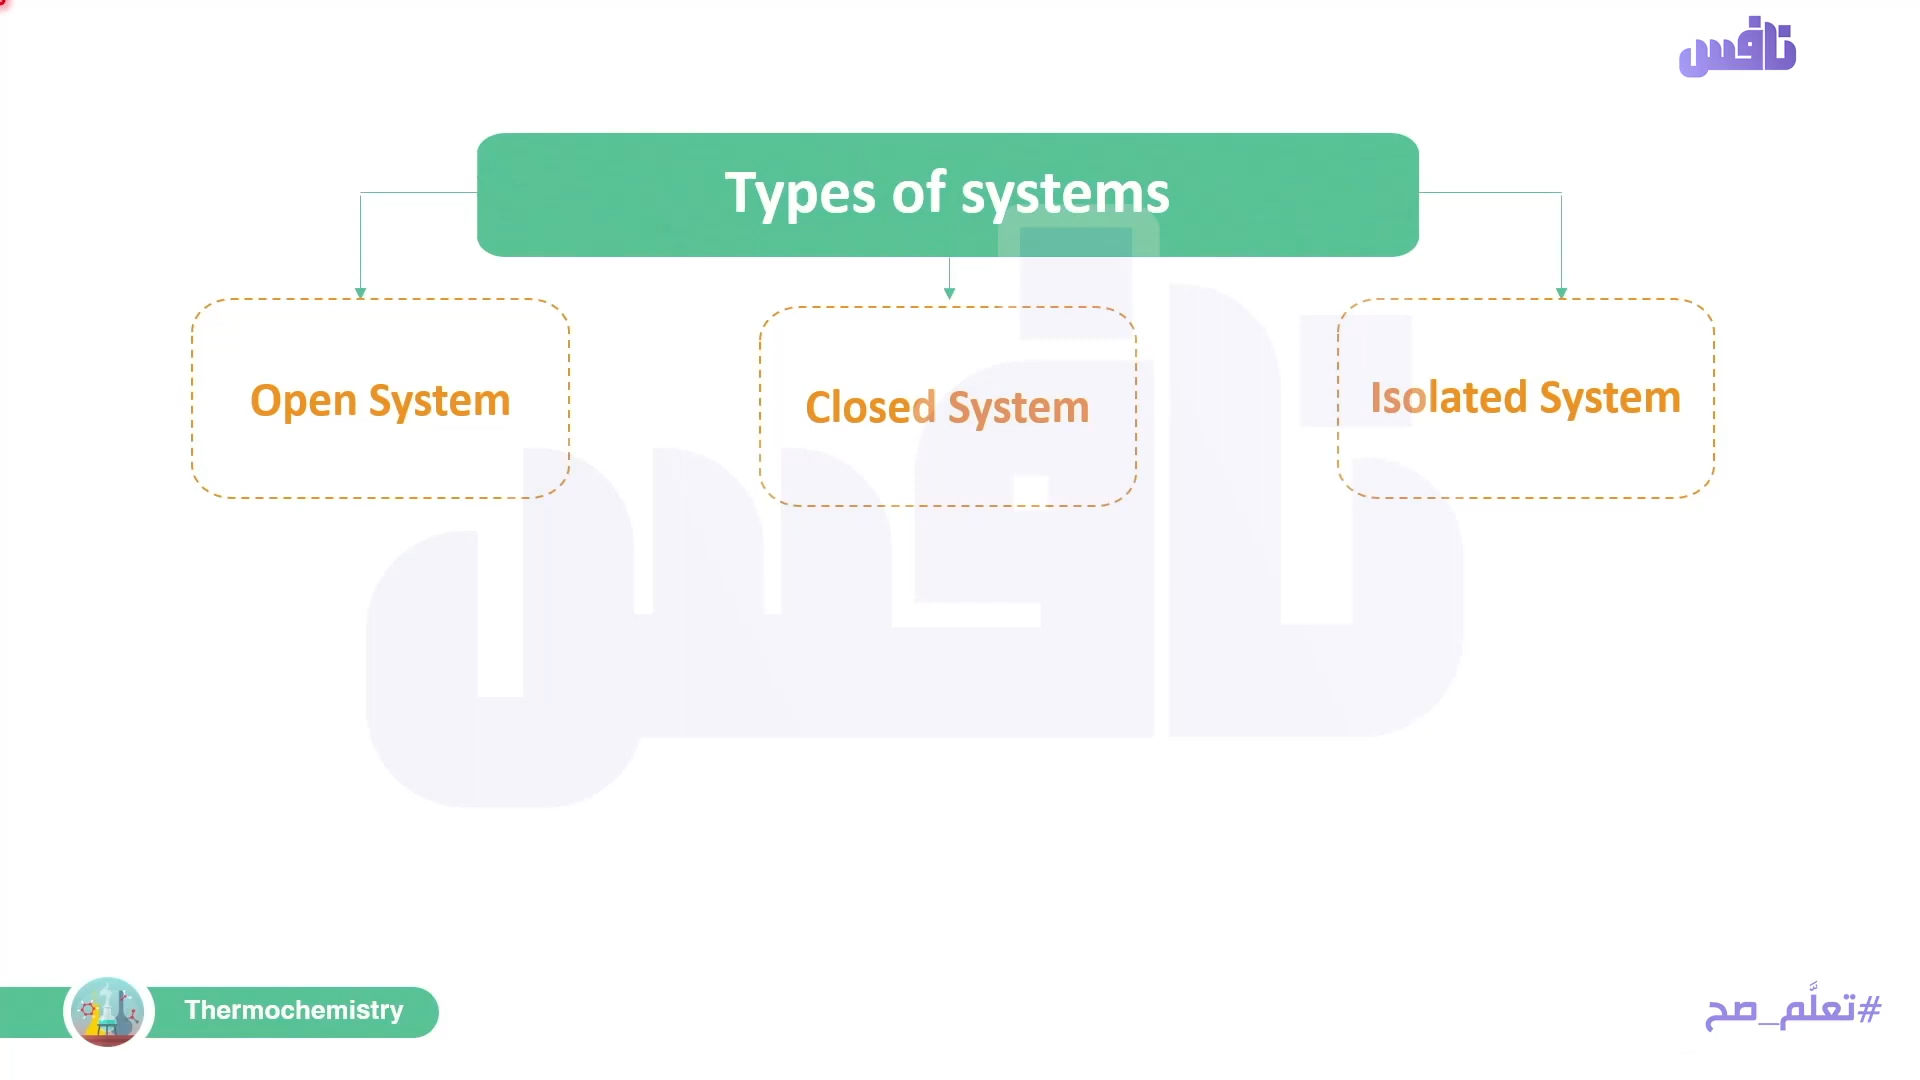 نافس
Types of systems
Open System
Closed System
Isolated System
Thermochemistry
#تعلَّم_صح